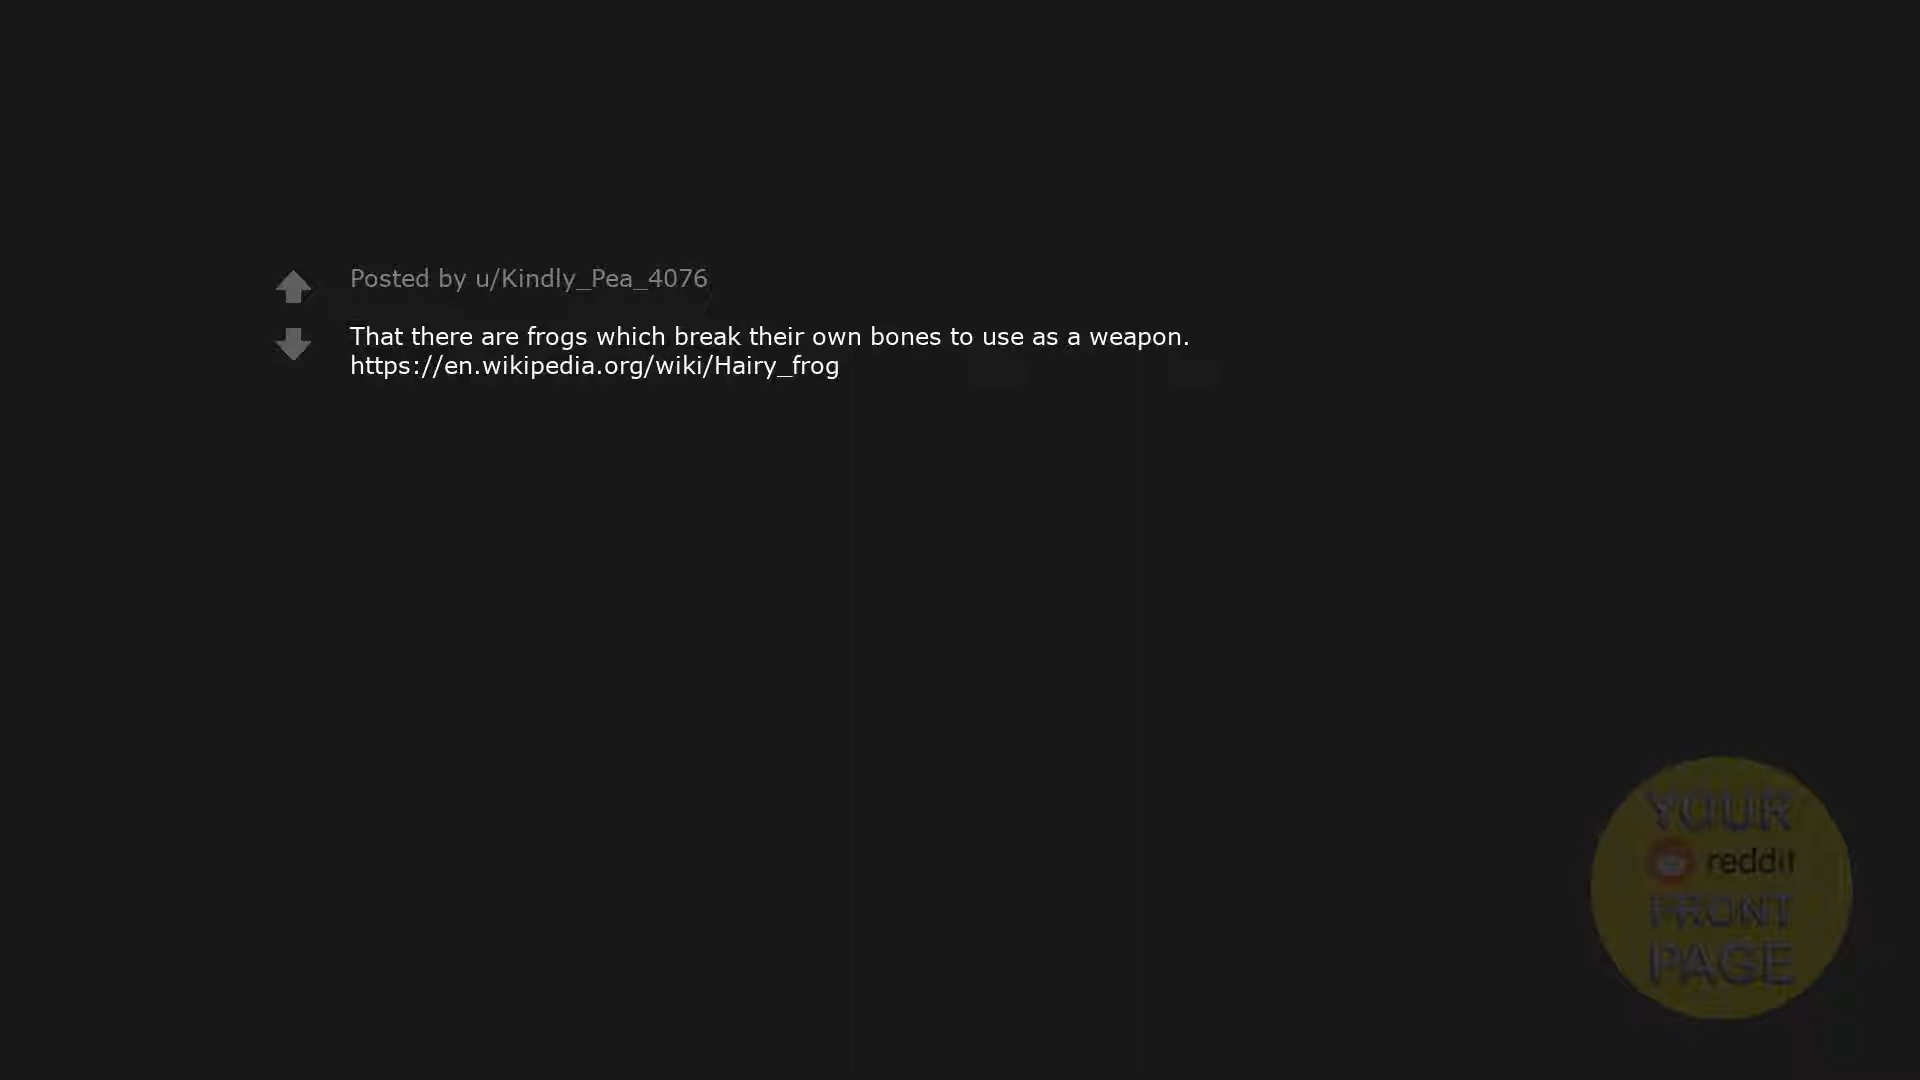 Posted by u/Kindly_Pea_4076
That there are frogs which break their own bones to use as a weapon.
https://en.wikipedia.org/wiki/Hairy_frog
YOUR
reddit
FRONT
PAGE